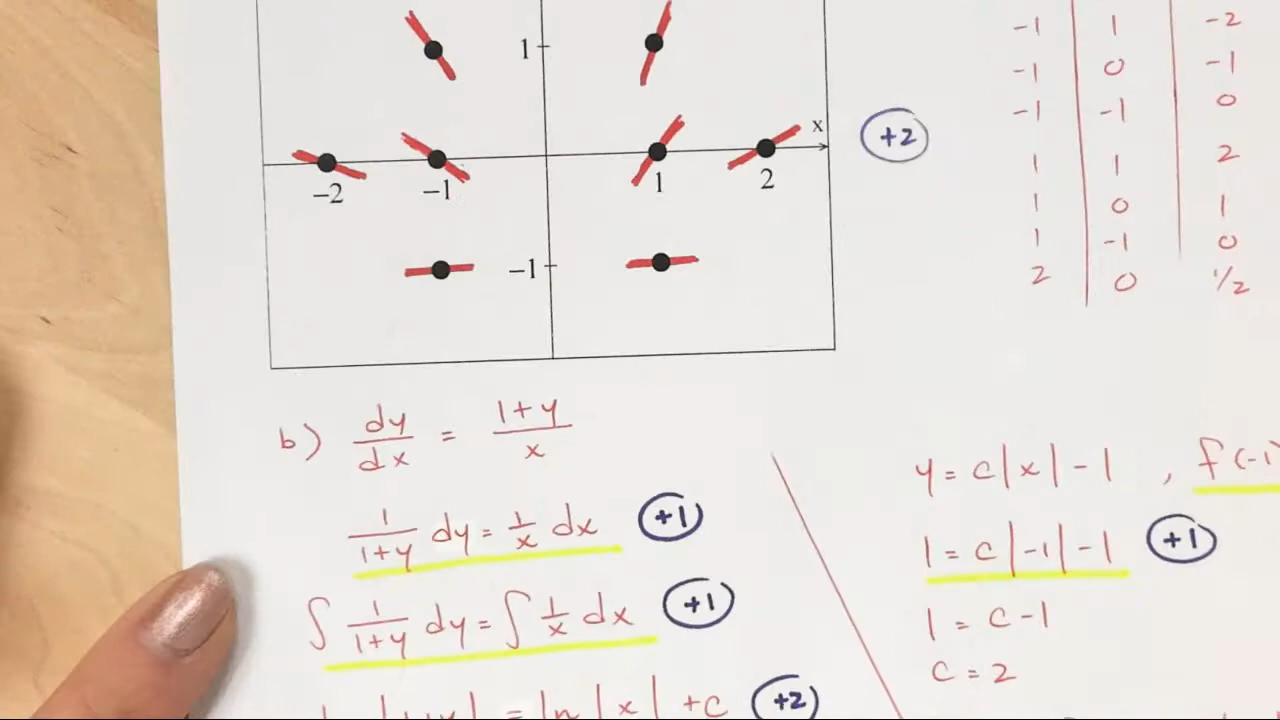 1
x
-2 -1 1 2
-1
+2
-1 1 -2
-1 0 -1
-1 -1 0
1 1 2
1 0 1
1 -1 0
2 0 1/2
b) dy/dx = 1+y/x
1/1+y dy = 1/x dx +1
∫ 1/1+y dy = ∫ 1/x dx +1
= ln |x| +c +2
y = c|x| -1 , f(-1)
1 = c|-1| -1 +1
1 = c -1
c = 2